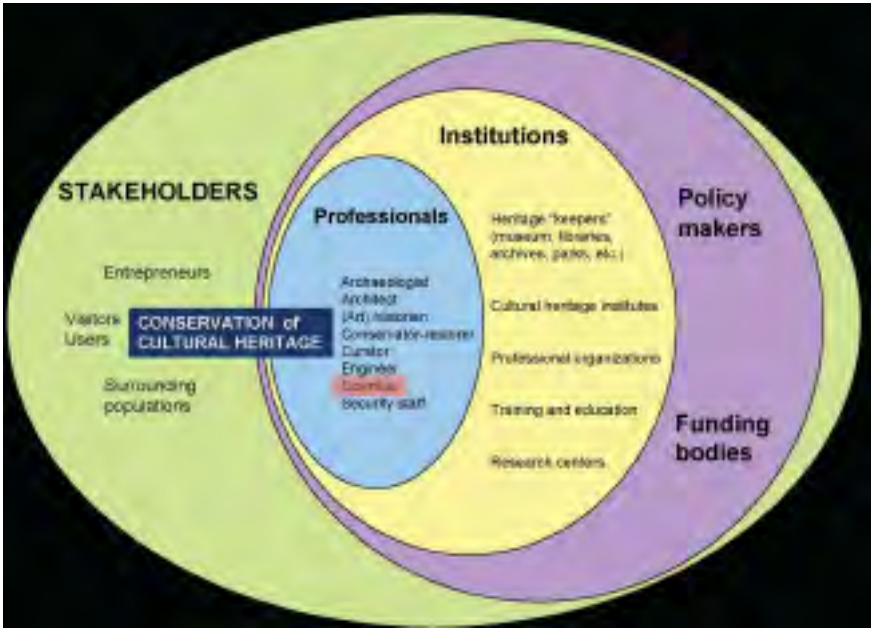 STAKEHOLDERS
Entrepreneurs
Visitors
Users
Surrounding
populations
CONSERVATION of
CULTURAL HERITAGE
Professionals
Archaeologist
Architect
(Art) historian
Conservator-restorer
Curator
Engineer
Security staff
Institutions
Heritage "keepers"
(museum, libraries,
archives, parks, etc.)
Cultural heritage institutes
Professional organizations
Training and education
Research centers
Policy
makers
Funding
bodies